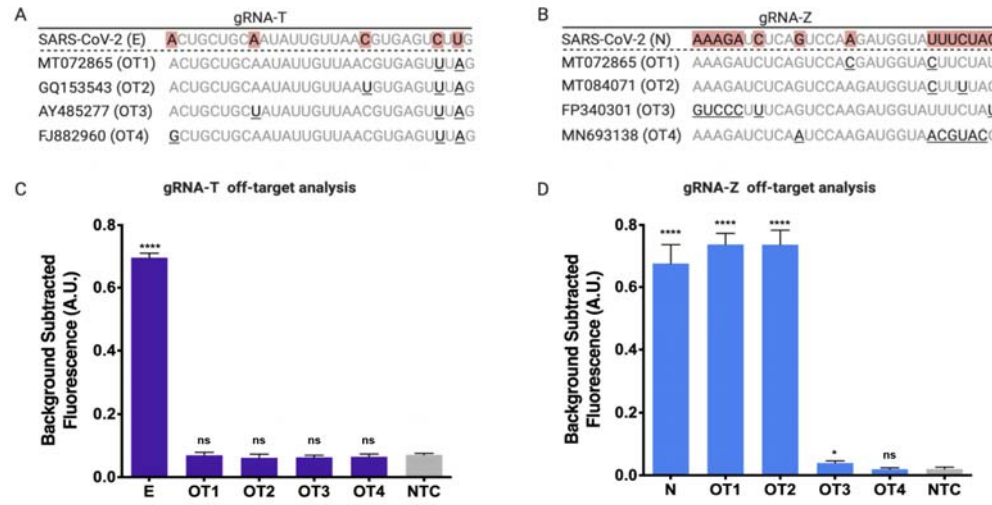 A
gRNA-T
SARS-CoV-2 (E) ACUGCUGCAAUAUUGUUAACGUGAGUCUUG
MT072865 (OT1) ACUGCUGCAAUAUUGUUAACGUGAGUUUAG
GQ153543 (OT2) ACUGCUGCAAUAUUGUUAAUGUGAGUUUAG
AY485277 (OT3) ACUGCUGCUAUAUUGUUAACGUGAGUUUAG
FJ882960 (OT4) GCUGCUGCAAUAUUGUUAACGUGAGUUUAG
B
gRNA-Z
SARS-CoV-2 (N) AAAGAUCUCAGUCCAAGAUGGUAUUUCUAC
MT072865 (OT1) AAAGAUCUCAGUCCACGAUGGUACUUCUAU
MT084071 (OT2) AAAGAUCUCAGUCCAAGAUGGUACUUUUAC
FP340301 (OT3) GUCCCUUUCAGUCCAAGAUGGUAUUUCUAU
MN693138 (OT4) AAAGAUCUCAAUCCAAGAUGGUAACGUACC
C
gRNA-T off-target analysis
Background Subtracted
Fluorescence (A.U.)
0.8
0.6
0.4
0.2
0.0
****
ns ns ns ns
E OT1 OT2 OT3 OT4 NTC
D
gRNA-Z off-target analysis
Background Subtracted
Fluorescence (A.U.)
0.8
0.6
0.4
0.2
0.0
**** **** ****
* ns
N OT1 OT2 OT3 OT4 NTC